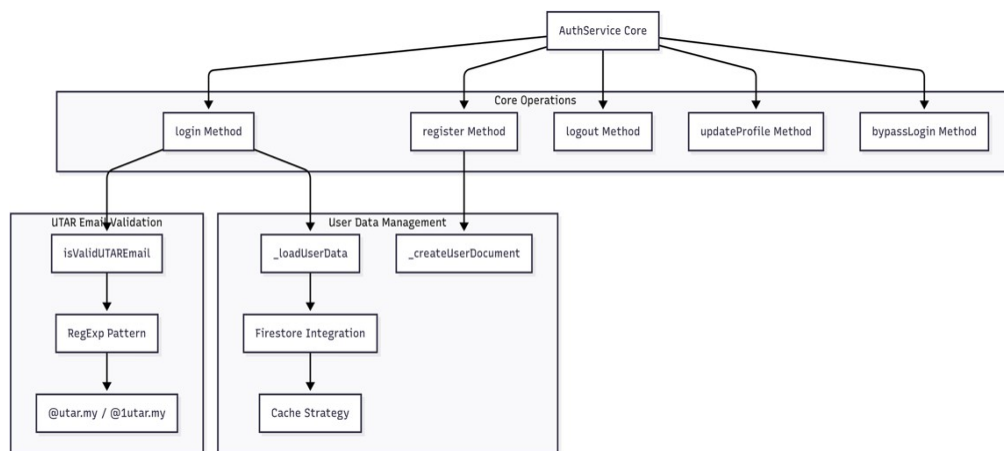 AuthService Core
Core Operations
login Method
register Method
logout Method
updateProfile Method
bypassLogin Method
UTAR Email Validation
User Data Management
isValidUTAREmail
_loadUserData
_createUserDocument
RegExp Pattern
Firestore Integration
@utar.my / @1utar.my
Cache Strategy